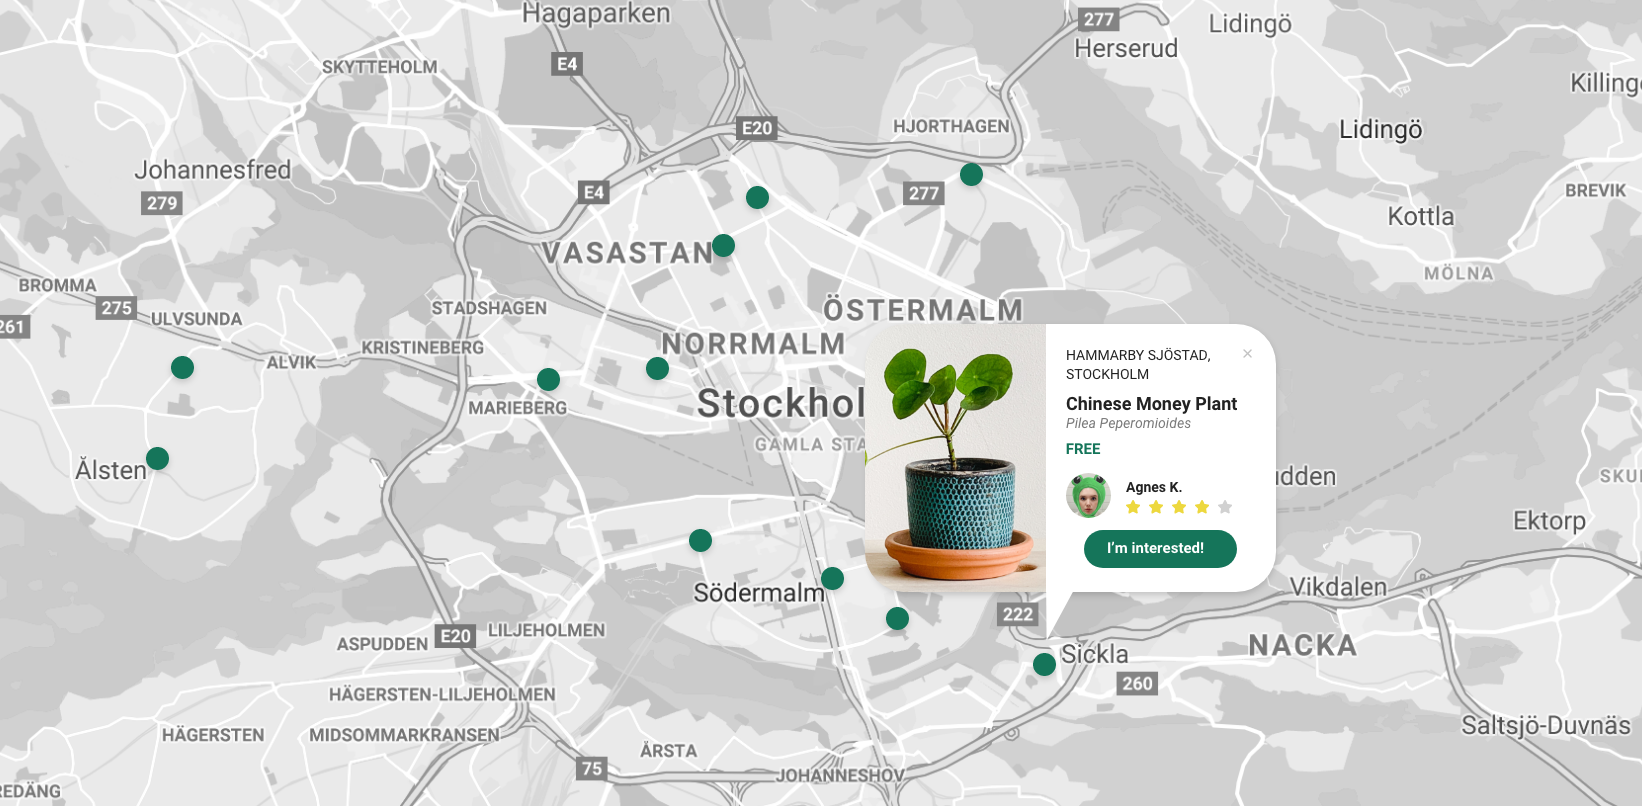 Hagaparken
277
Lidingö
Herserud
SKYTTEHOLM
E4
Killing
E20
HJORTHAGEN
Lidingö
Johannesfred
E4
277
BREVIK
279
Kottla
VASASTAN
MÖLNA
BROMMA
275
STADSHAGEN
ÖSTERMALM
261
ULVSUNDA
NORRMALM
KRISTINEBERG
ALVIK
HAMMARBY SJÖSTAD,
STOCKHOLM
×
Chinese Money Plant
Pilea Peperomioides
FREE
Agnes K.
I'm interested!
MARIEBERG
Stockhol
GAMLA STA
Ålsten
udden
SKU
Ektorp
Södermalm
Vikdalen
222
ASPUDDEN
E20
LILJEHOLMEN
NACKA
Sickla
260
HÄGERSTEN-LILJEHOLMEN
HÄGERSTEN
MIDSOMMARKRANSEN
Saltsjö-Duvnäs
ÅRSTA
75
JOHANNESHOV
REDÄNG